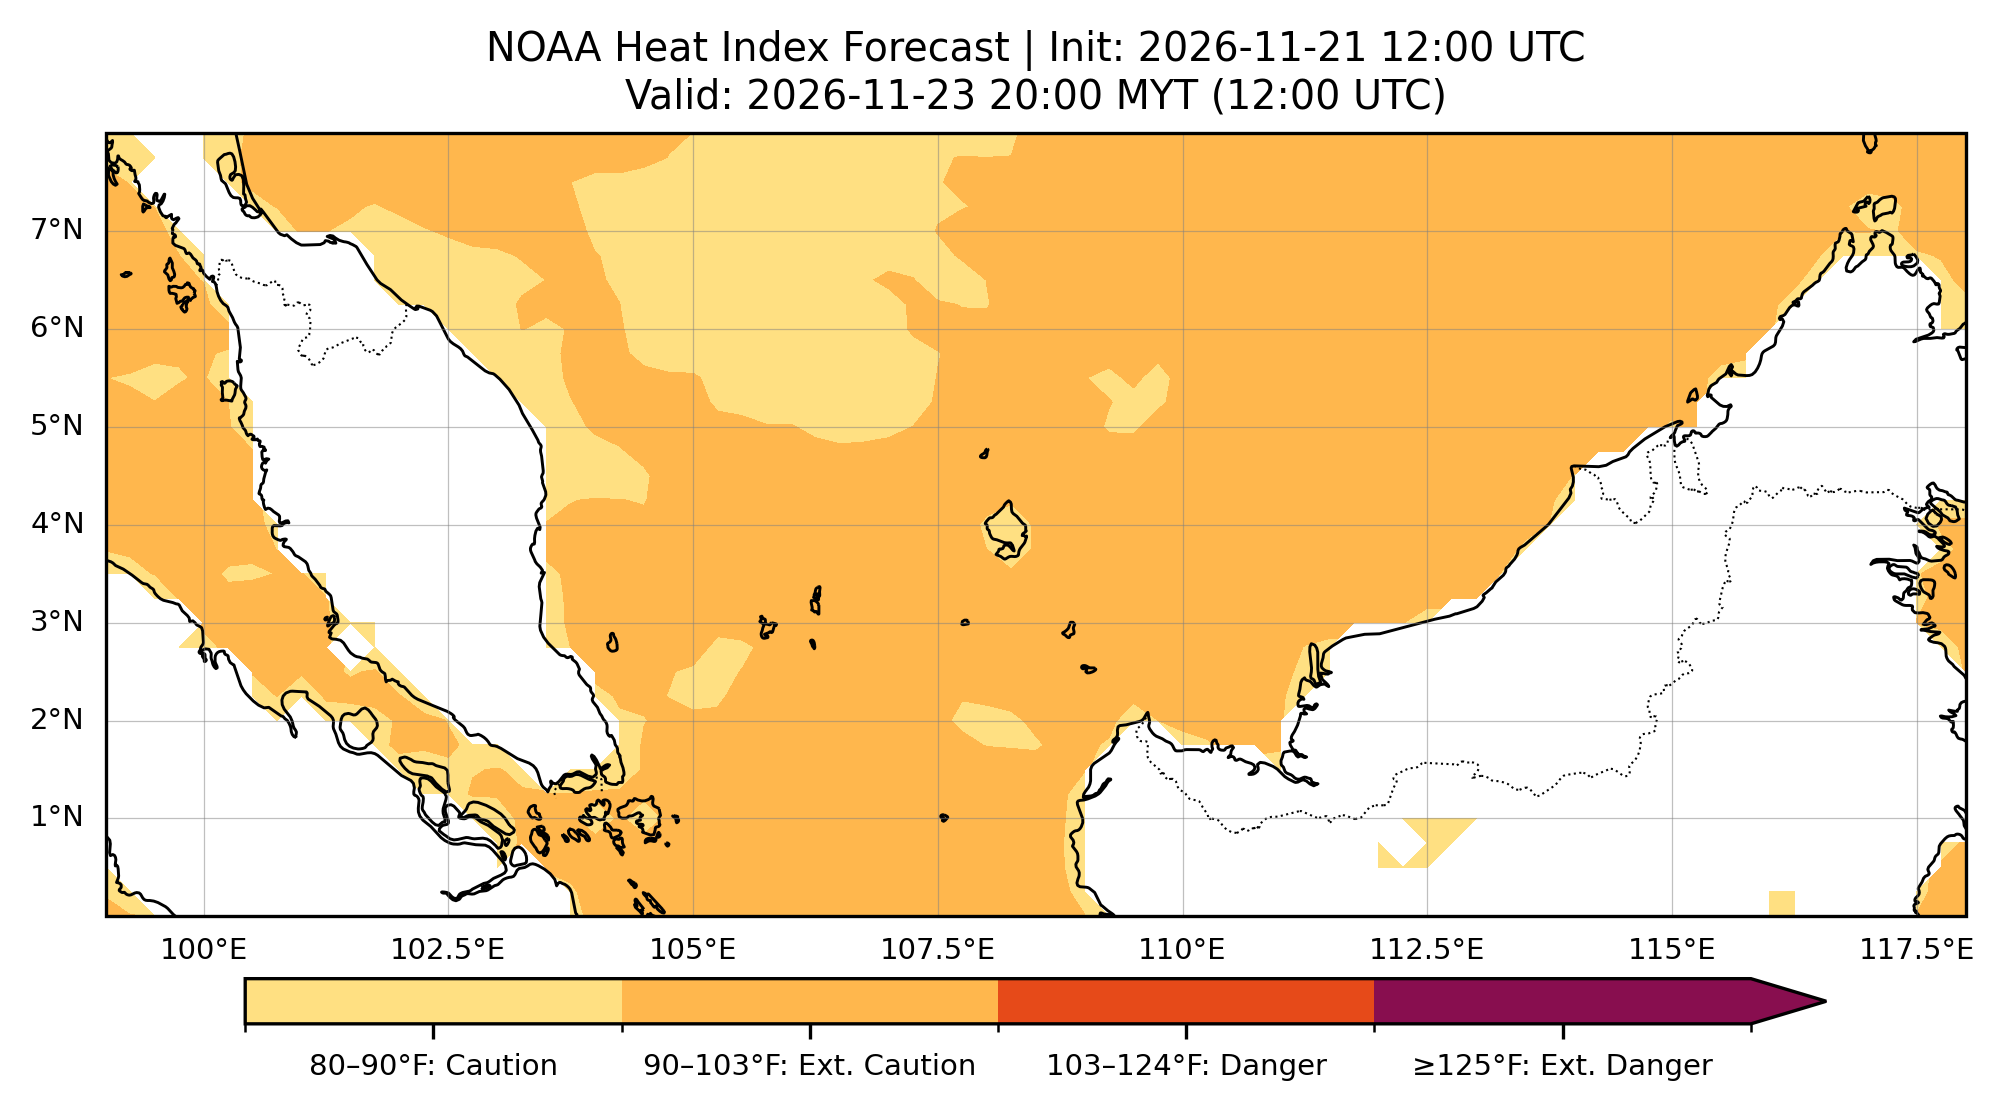 NOAA Heat Index Forecast | Init: 2026-11-21 12:00 UTC
Valid: 2026-11-23 20:00 MYT (12:00 UTC)
7°N
6°N
5°N
4°N
3°N
2°N
1°N
100°E
102.5°E
105°E
107.5°E
110°E
112.5°E
115°E
117.5°E
80–90°F: Caution
90–103°F: Ext. Caution
103–124°F: Danger
≥125°F: Ext. Danger